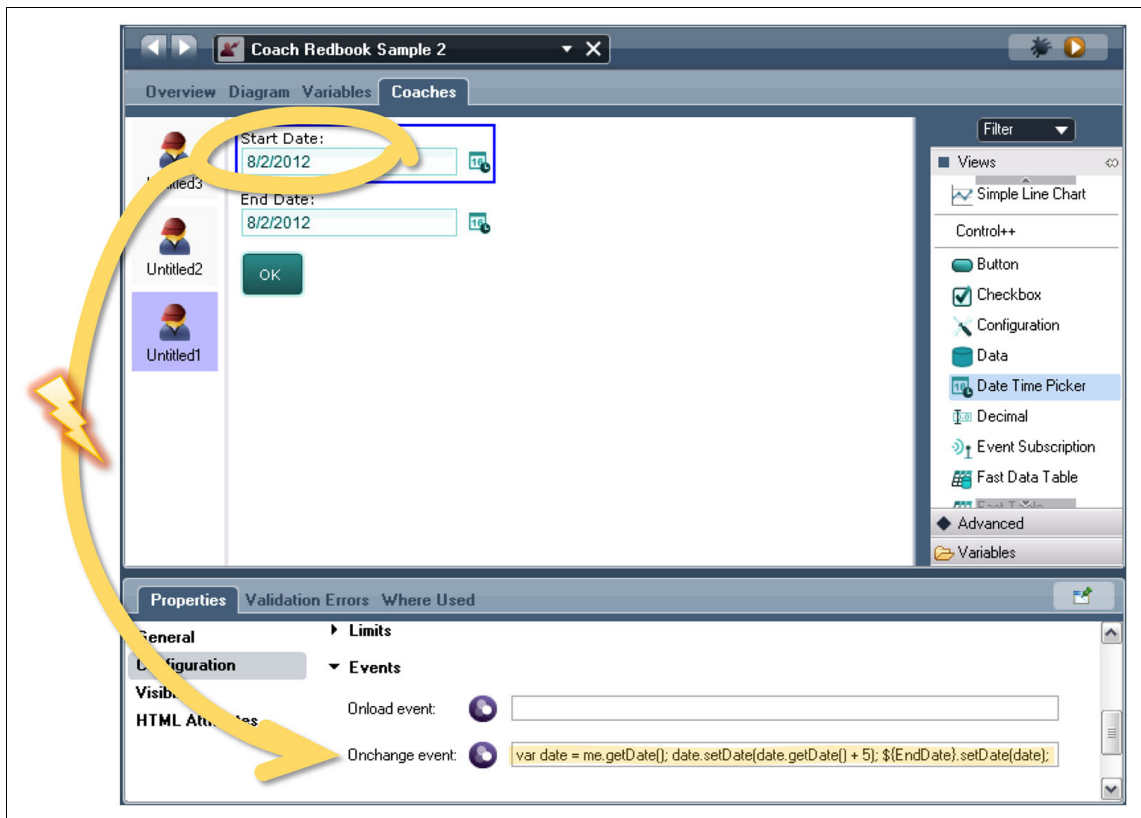 Coach Redbook Sample 2
Overview Diagram Variables Coaches
Filter
Views
Simple Line Chart
Control++
Button
Checkbox
Configuration
Data
Date Time Picker
Decimal
Event Subscription
Fast Data Table
Advanced
Variables
Untitled2
Untitled1
Start Date:
8/2/2012
End Date:
8/2/2012
OK
Properties Validation Errors Where Used
General
HTML
Limits
Events
Onload event:
Onchange event: var date = me.getDate(); date.setDate(date.getDate() + 5); ${EndDate}.setDate(date);